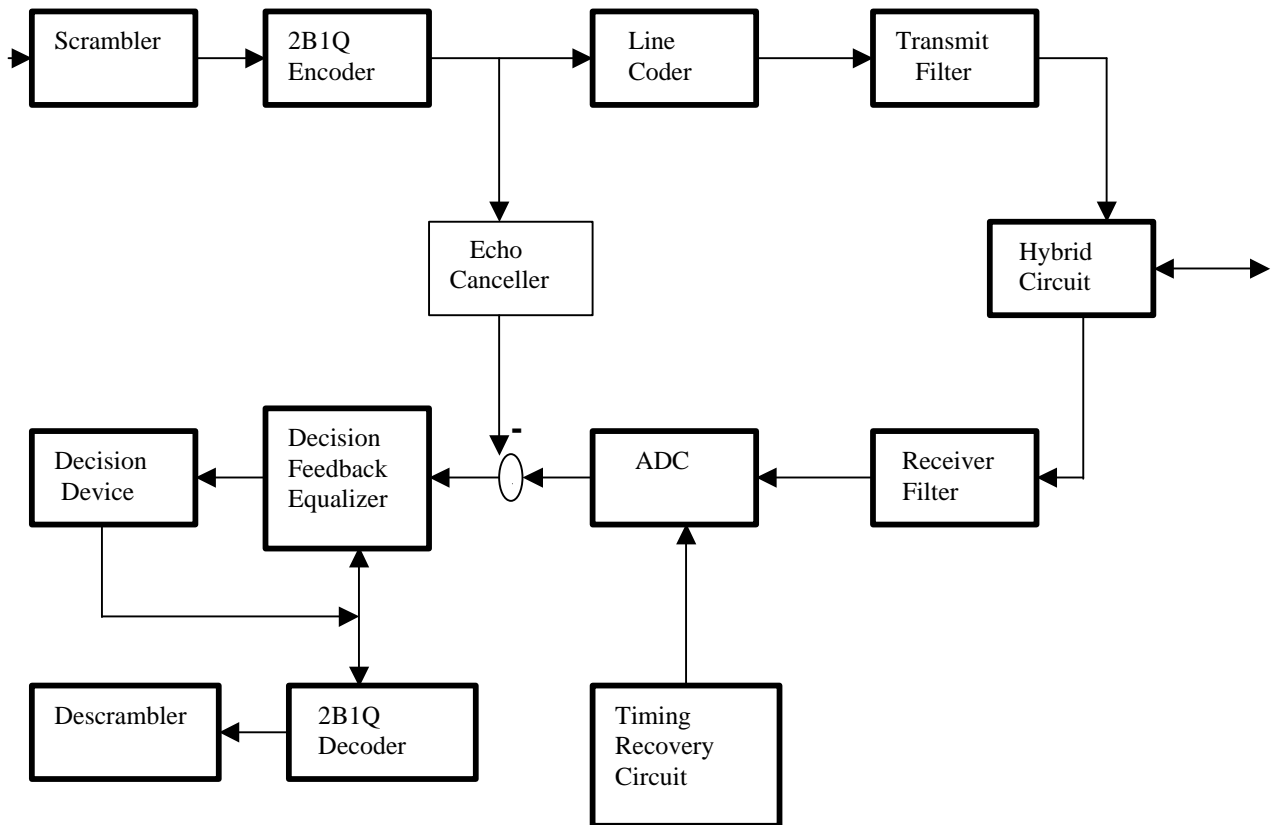 Scrambler
2B1Q
Encoder
Line
Coder
Transmit
Filter
Echo
Canceller
Hybrid
Circuit
-
Decision
Device
Decision
Feedback
Equalizer
ADC
Receiver
Filter
Descrambler
2B1Q
Decoder
Timing
Recovery
Circuit